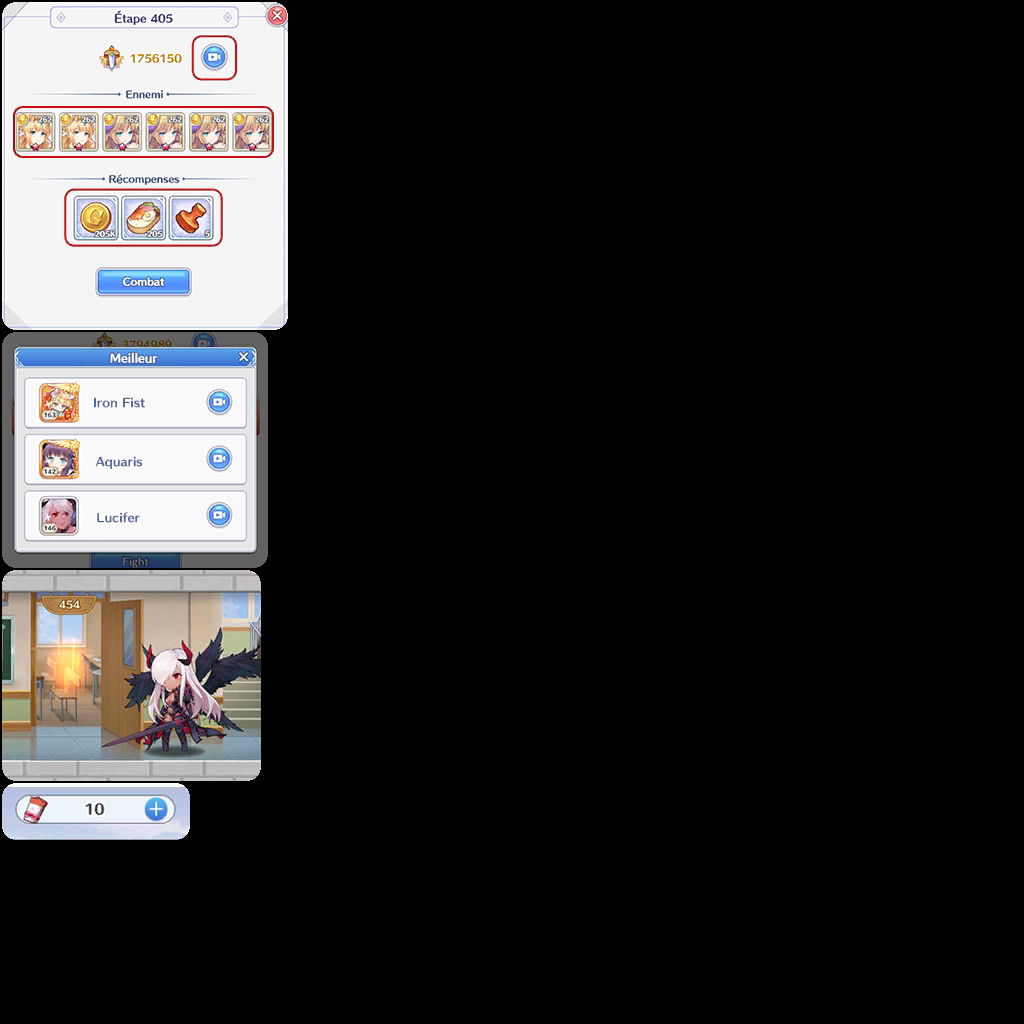 Étape 405
1756150
Ennemi
262 262 262 262 262 262
Récompenses
205K 205 5
Combat
3794989
Meilleur
163 Iron Fist
142 Aquaris
146 Lucifer
Fight
454
10